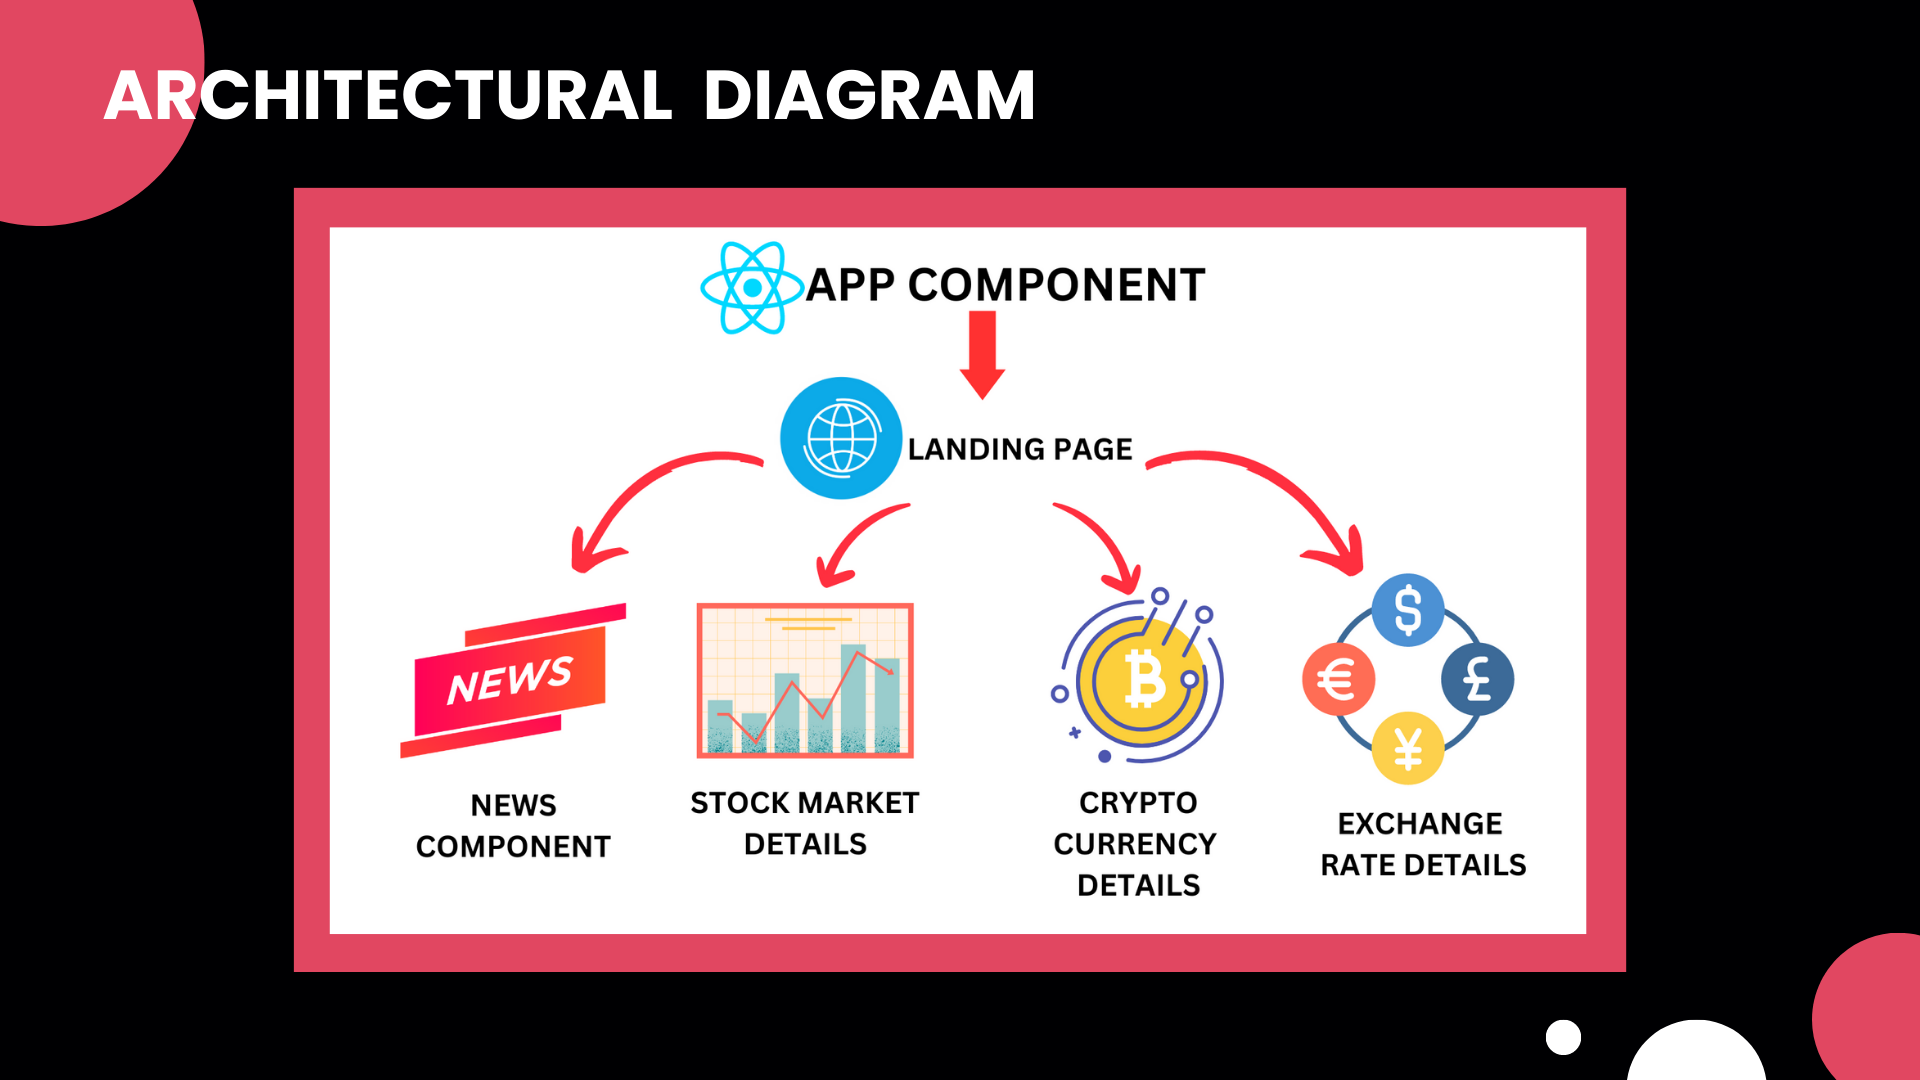 ARCHITECTURAL DIAGRAM
APP COMPONENT
LANDING PAGE
NEWS
NEWS
COMPONENT
STOCK MARKET
DETAILS
CRYPTO
CURRENCY
DETAILS
EXCHANGE
RATE DETAILS